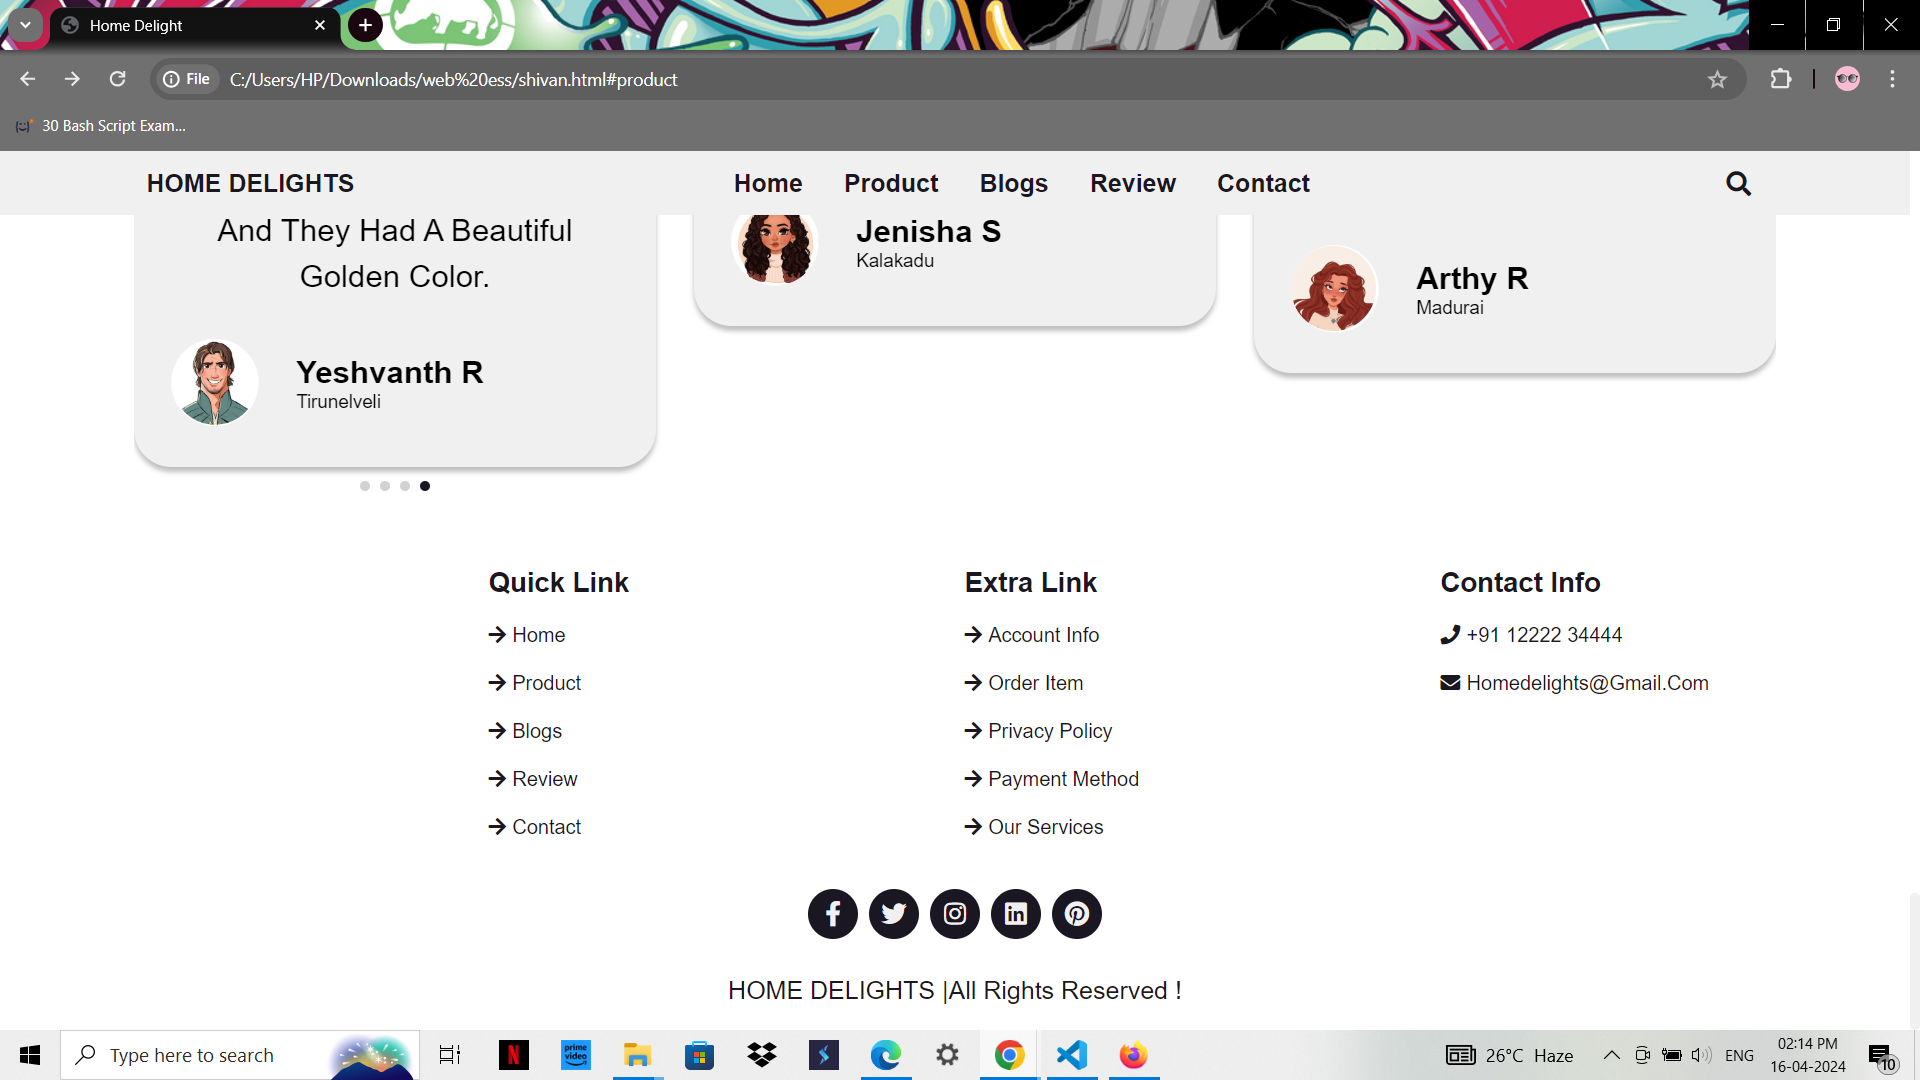 Home Delight
File C:/Users/HP/Downloads/web%20ess/shivan.html#product
30 Bash Script Exam...
HOME DELIGHTS Home Product Blogs Review Contact
And They Had A Beautiful
Golden Color.
Yeshvanth R
Tirunelveli
Jenisha S
Kalakadu
Arthy R
Madurai
Quick Link
Home
Product
Blogs
Review
Contact
Extra Link
Account Info
Order Item
Privacy Policy
Payment Method
Our Services
Contact Info
+91 12222 34444
Homedelights@Gmail.Com
HOME DELIGHTS |All Rights Reserved !
Type here to search
N
prime video
26°C Haze
ENG
02:14 PM
16-04-2024
10